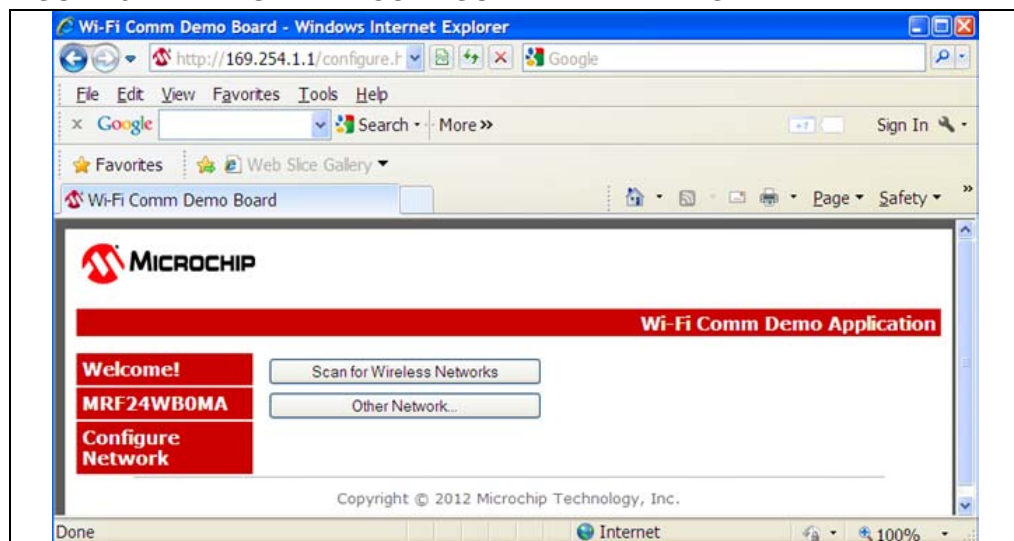 Wi-Fi Comm Demo Board - Windows Internet Explorer
http://169.254.1.1/configure.h Google
File Edit View Favorites Tools Help
x Google Search More » +1 Sign In
Favorites Web Slice Gallery
Wi-Fi Comm Demo Board Page Safety »
MICROCHIP
Wi-Fi Comm Demo Application
Welcome! Scan for Wireless Networks
MRF24WB0MA Other Network...
Configure
Network
Copyright © 2012 Microchip Technology, Inc.
Done Internet 100%